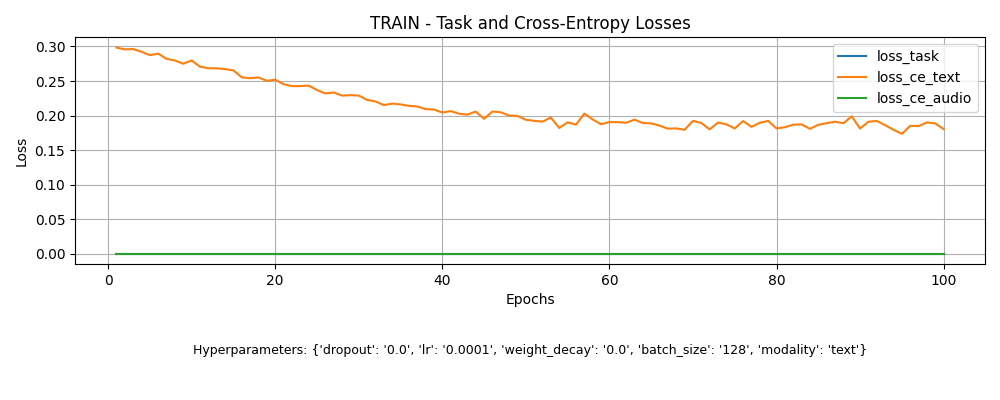 TRAIN - Task and Cross-Entropy Losses
0.30
0.25
0.20
0.15
0.10
0.05
0.00
Loss
loss_task
loss_ce_text
loss_ce_audio
0 20 40 60 80 100
Epochs
Hyperparameters: {'dropout': '0.0', 'lr': '0.0001', 'weight_decay': '0.0', 'batch_size': '128', 'modality': 'text'}